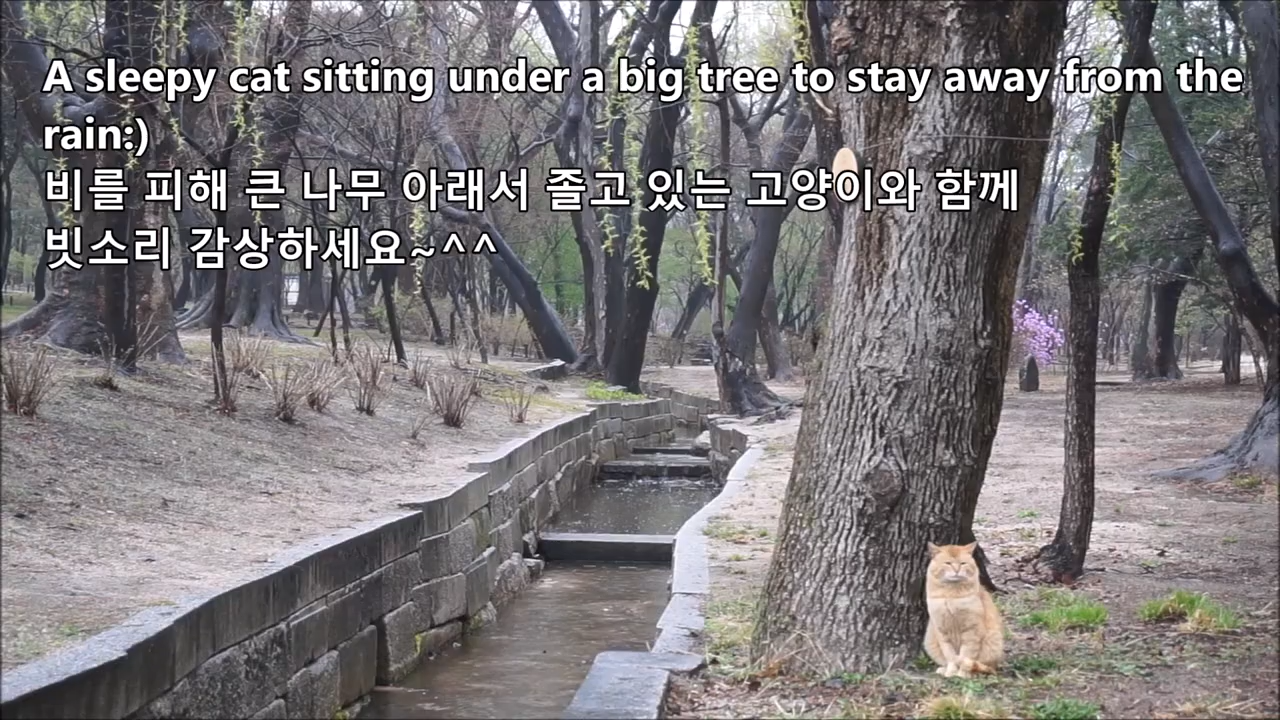 A sleepy cat sitting under a big tree to stay away from the
rain:)
비를 피해 큰 나무 아래서 졸고 있는 고양이와 함께
빗소리 감상하세요~^^